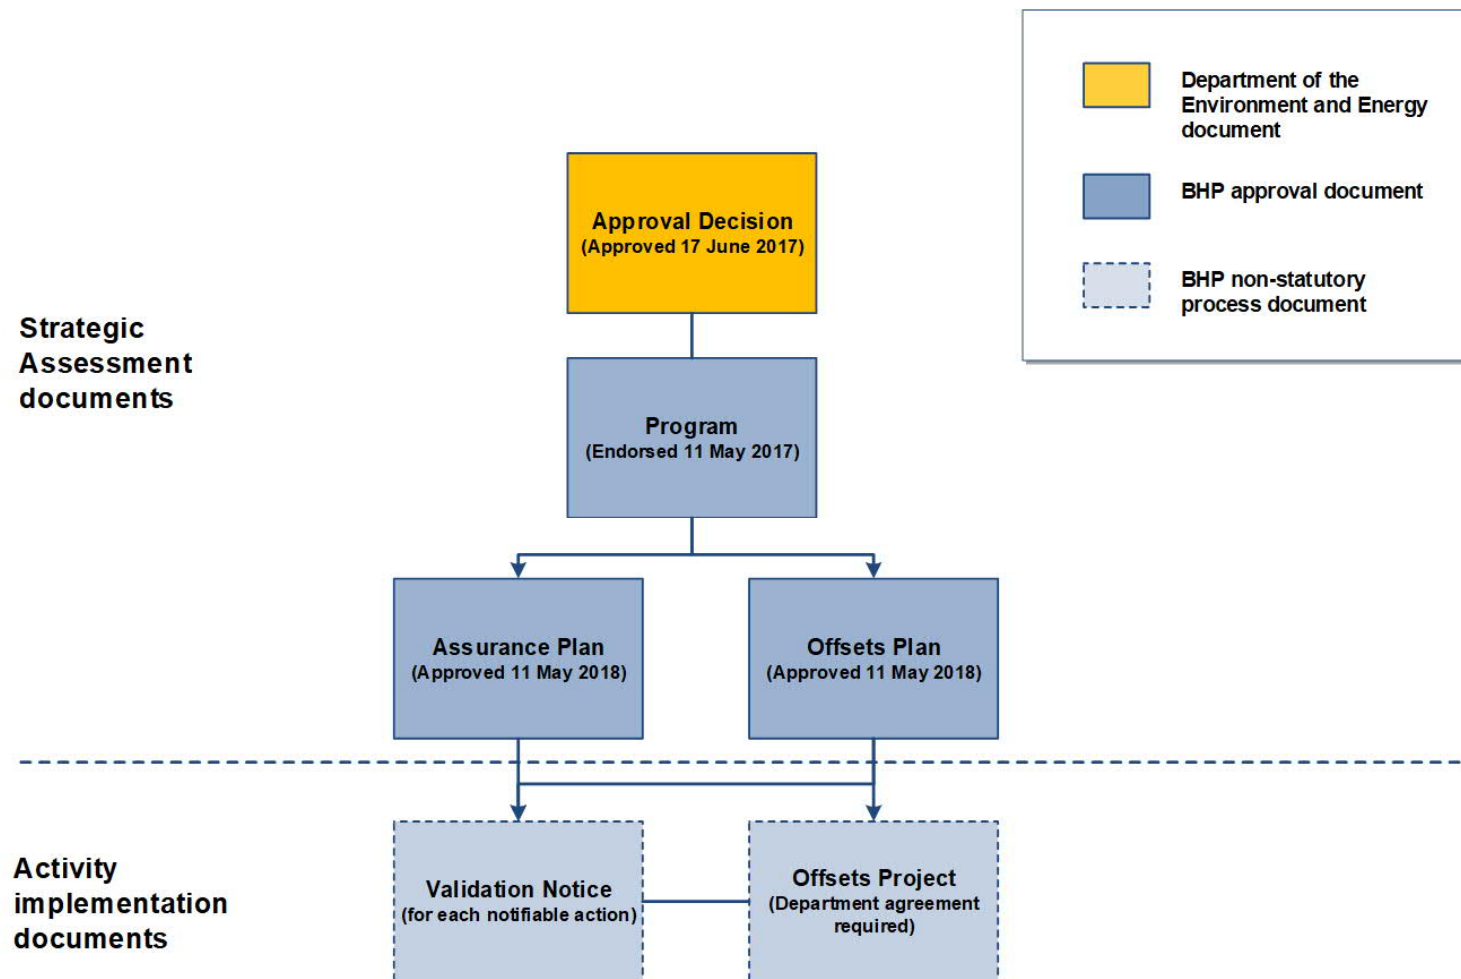 Department of the
Environment and Energy
document
BHP approval document
BHP non-statutory
process document
Approval Decision
(Approved 17 June 2017)
Strategic
Assessment
documents
Program
(Endorsed 11 May 2017)
Assurance Plan
(Approved 11 May 2018)
Offsets Plan
(Approved 11 May 2018)
Activity
implementation
documents
Validation Notice
(for each notifiable action)
Offsets Project
(Department agreement
required)